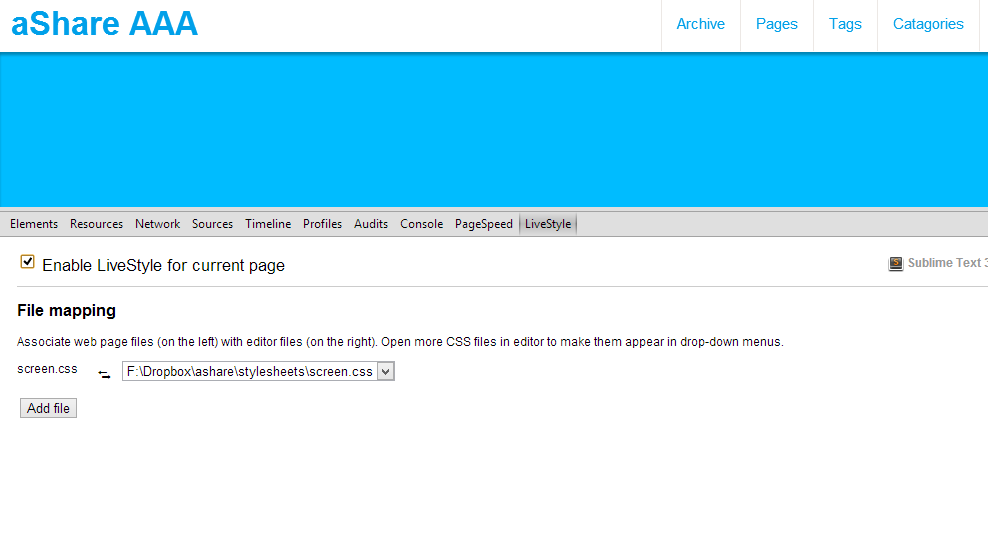 aShare AAA
Archive Pages Tags Catagories
Elements Resources Network Sources Timeline Profiles Audits Console PageSpeed LiveStyle
Enable LiveStyle for current page
Sublime Text 3
File mapping
Associate web page files (on the left) with editor files (on the right). Open more CSS files in editor to make them appear in drop-down menus.
screen.css F:\Dropbox\ashare\stylesheets\screen.css
Add file